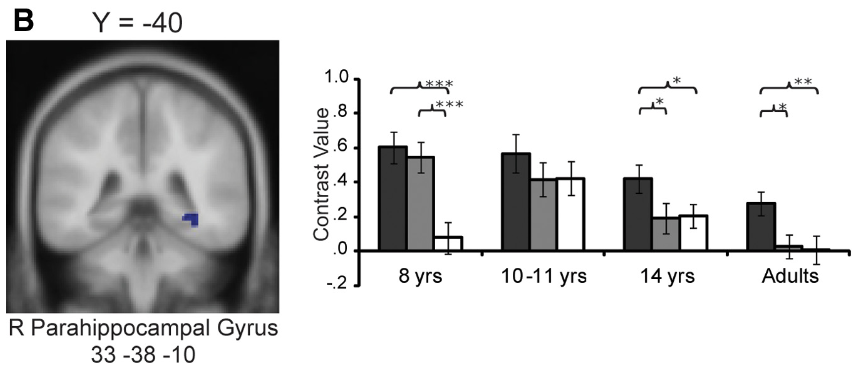 B
Y = -40
R Parahippocampal Gyrus
33 -38 -10
Contrast Value
1.0
.8
.6
.4
.2
.0
-.2
***
***
*
*
**
*
8 yrs
10-11 yrs
14 yrs
Adults